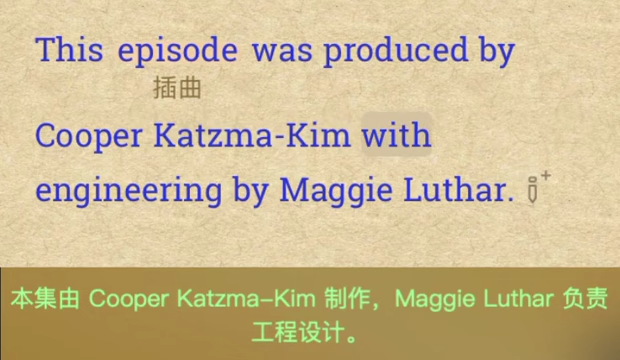 This episode was produced by
插曲
Cooper Katzma-Kim with
engineering by Maggie Luthar.
本集由 Cooper Katzma-Kim 制作，Maggie Luthar 负责
工程设计。